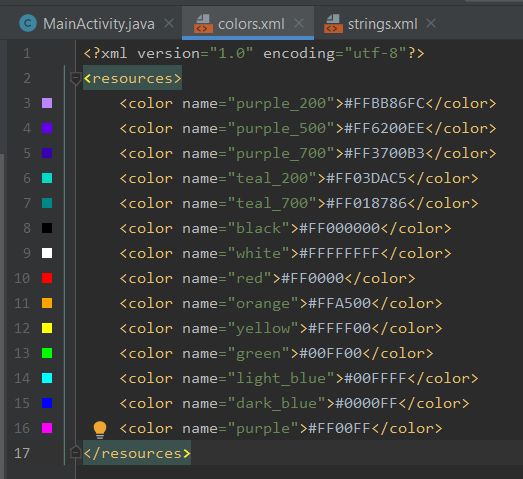 MainActivity.java colors.xml strings.xml
1 <?xml version="1.0" encoding="utf-8"?>
2 <resources>
3 <color name="purple_200">#FFBB86FC</color>
4 <color name="purple_500">#FF6200EE</color>
5 <color name="purple_700">#FF3700B3</color>
6 <color name="teal_200">#FF03DAC5</color>
7 <color name="teal_700">#FF018786</color>
8 <color name="black">#FF000000</color>
9 <color name="white">#FFFFFFFF</color>
10 <color name="red">#FF0000</color>
11 <color name="orange">#FFA500</color>
12 <color name="yellow">#FFFF00</color>
13 <color name="green">#00FF00</color>
14 <color name="light_blue">#00FFFF</color>
15 <color name="dark_blue">#0000FF</color>
16 <color name="purple">#FF00FF</color>
17 </resources>